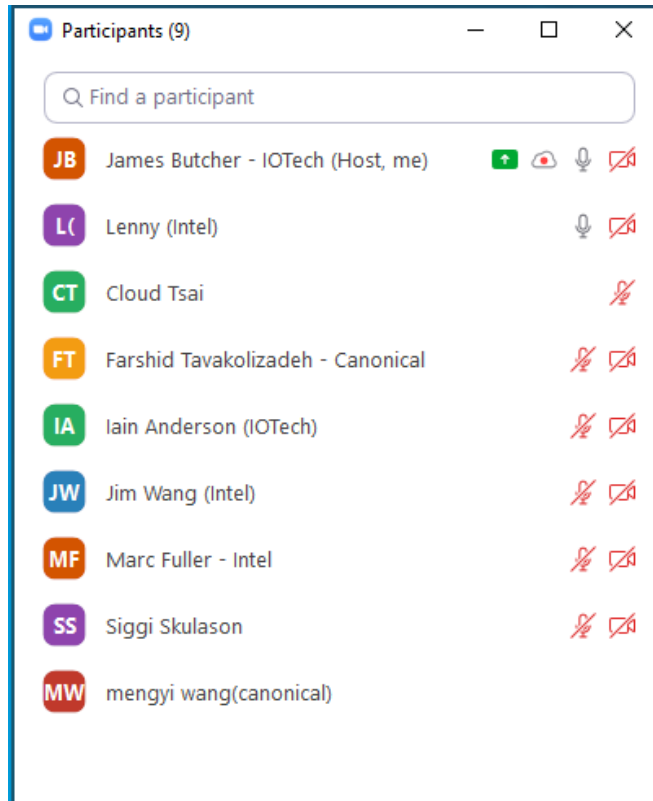 Participants (9)
Find a participant
JB James Butcher - IOTech (Host, me)
L( Lenny (Intel)
CT Cloud Tsai
FT Farshid Tavakolizadeh - Canonical
IA Iain Anderson (IOTech)
JW Jim Wang (Intel)
MF Marc Fuller - Intel
SS Siggi Skulason
MW mengyi wang(canonical)